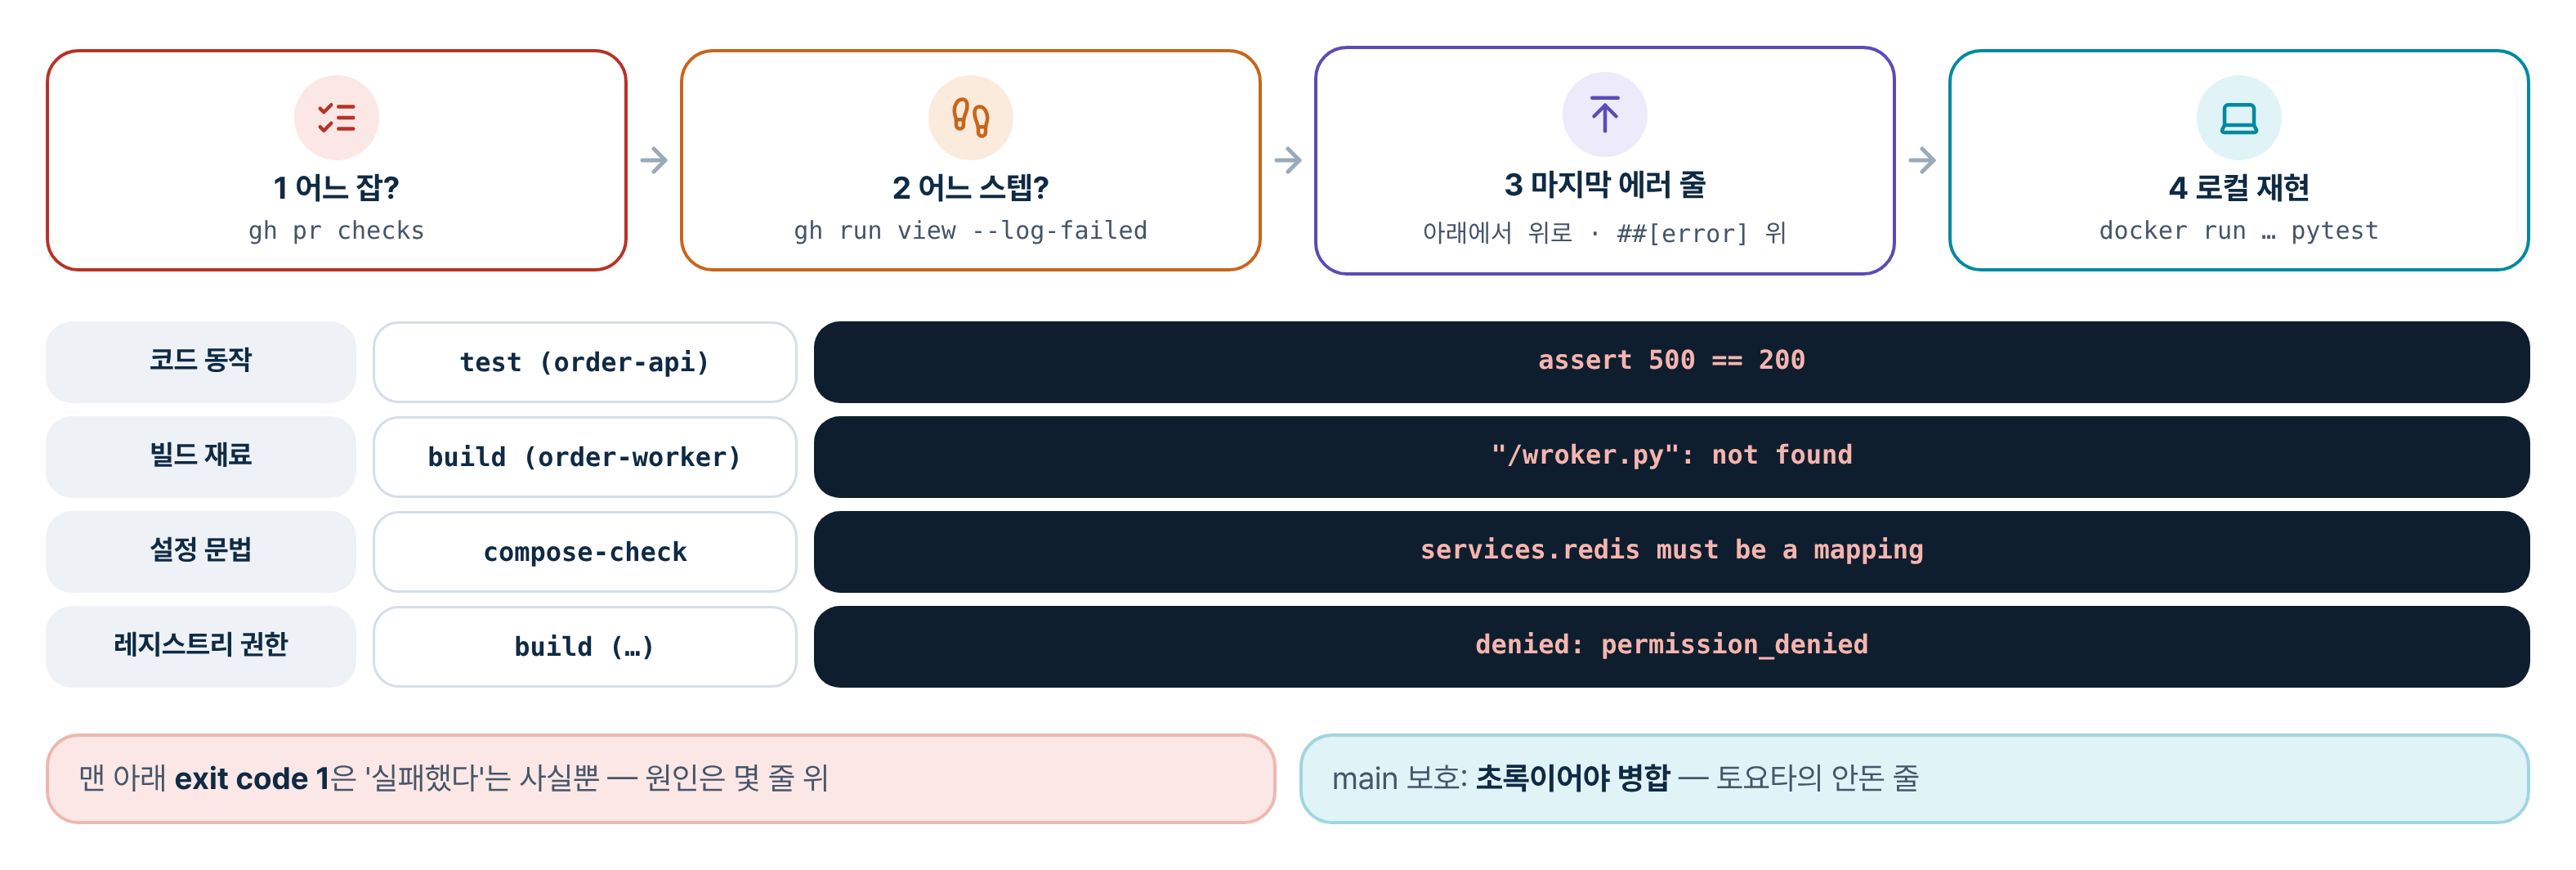 1 어느 잡?
gh pr checks
2 어느 스텝?
gh run view --log-failed
3 마지막 에러 줄
아래에서 위로 · ##[error] 위
4 로컬 재현
docker run … pytest
코드 동작
test (order-api)
assert 500 == 200
빌드 재료
build (order-worker)
"/wroker.py": not found
설정 문법
compose-check
services.redis must be a mapping
레지스트리 권한
build (…)
denied: permission_denied
맨 아래 exit code 1은 '실패했다'는 사실뿐 — 원인은 몇 줄 위
main 보호: 초록이어야 병합 — 토요타의 안돈 줄